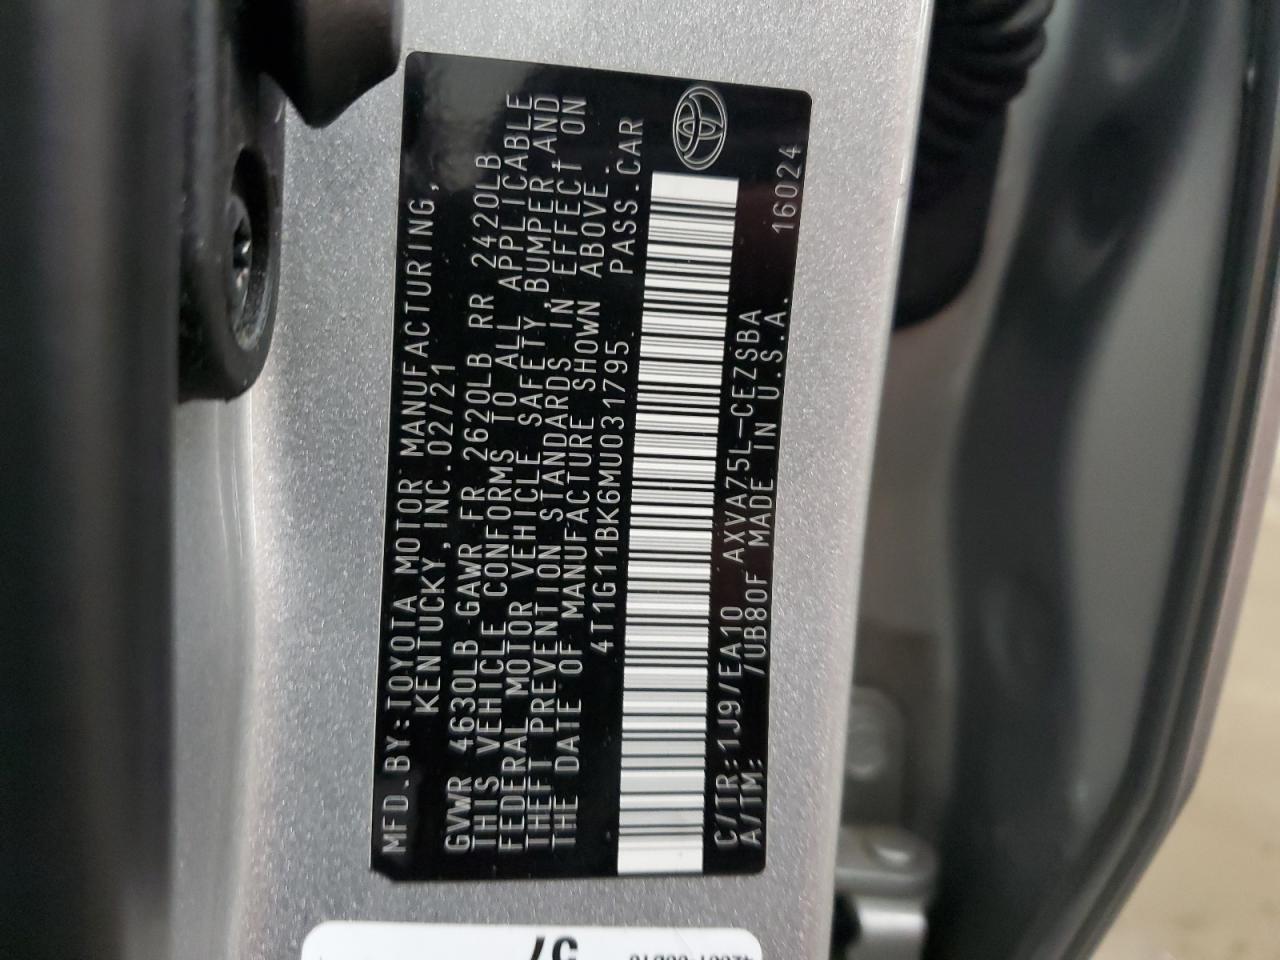 MFD.BY:TOYOTA MOTOR MANUFACTURING,
KENTUCKY, INC.02/21
GVWR 4630LB GAWR FR 2620LB RR 2420LB
THIS VEHICLE CONFORMS TO ALL APPLICABLE
FEDERAL MOTOR VEHICLE SAFETY,BUMPER,AND
THEFT PREVENTION STANDARDS IN EFFECT ON
THE DATE OF MANUFACTURE SHOWN ABOVE.
4T1G11BK6MU031795 PASS.CAR
C/TR:1J9/EA10 AXVA75L-CEZSBA
A/TM: /UB80F MADE IN U.S.A. 16024
57